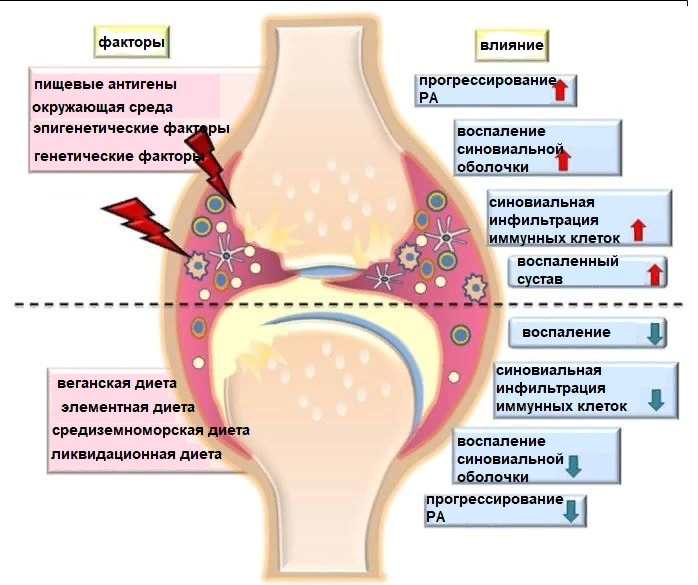 факторы
влияние
пищевые антигены
окружающая среда
эпигенетические факторы
генетические факторы
прогрессирование
РА
воспаление
синовиальной
оболочки
синовиальная
инфильтрация
иммунных клеток
воспаленный
сустав
воспаление
синовиальная
инфильтрация
иммунных клеток
воспаление
синовиальной
оболочки
прогрессирование
РА
веганская диета
элементная диета
средиземноморская диета
ликвидационная диета